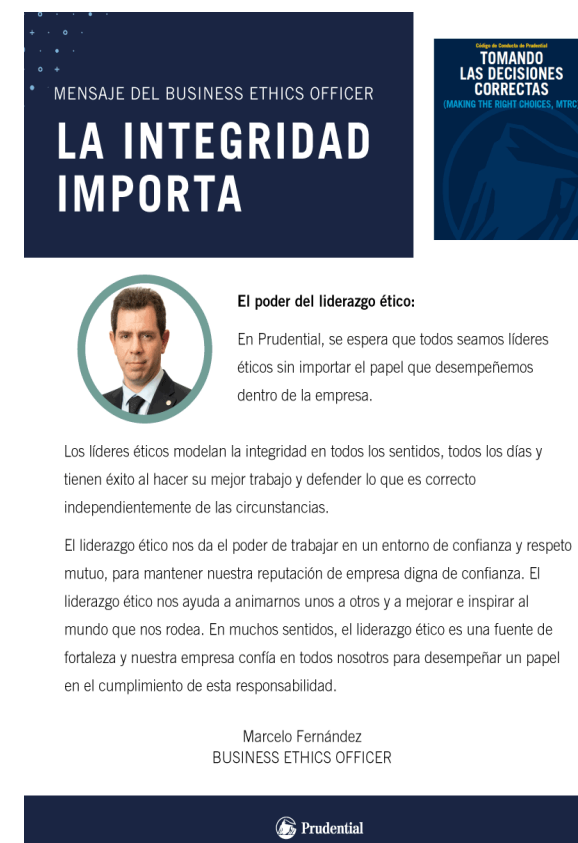 MENSAJE DEL BUSINESS ETHICS OFFICER
LA INTEGRIDAD
IMPORTA
Código de Conducta de Prudential
TOMANDO
LAS DECISIONES
CORRECTAS
(MAKING THE RIGHT CHOICES, MTRC
El poder del liderazgo ético:
En Prudential, se espera que todos seamos líderes
éticos sin importar el papel que desempeñemos
dentro de la empresa.
Los líderes éticos modelan la integridad en todos los sentidos, todos los días y
tienen éxito al hacer su mejor trabajo y defender lo que es correcto
independientemente de las circunstancias.
El liderazgo ético nos da el poder de trabajar en un entorno de confianza y respeto
mutuo, para mantener nuestra reputación de empresa digna de confianza. El
liderazgo ético nos ayuda a animarnos unos a otros y a mejorar e inspirar al
mundo que nos rodea. En muchos sentidos, el liderazgo ético es una fuente de
fortaleza y nuestra empresa confía en todos nosotros para desempeñar un papel
en el cumplimiento de esta responsabilidad.
Marcelo Fernández
BUSINESS ETHICS OFFICER
Prudential